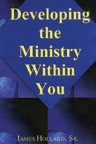 Developing
the
Ministry
Within
You
James Holland, Sr.